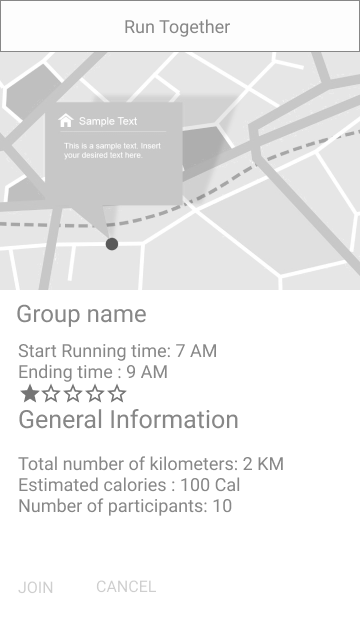 Run Together
Sample Text
This is a sample text. Insert
your desired text here.
Group name
Start Running time: 7 AM
Ending time : 9 AM
General Information
Total number of kilometers: 2 KM
Estimated calories : 100 Cal
Number of participants: 10
JOIN CANCEL